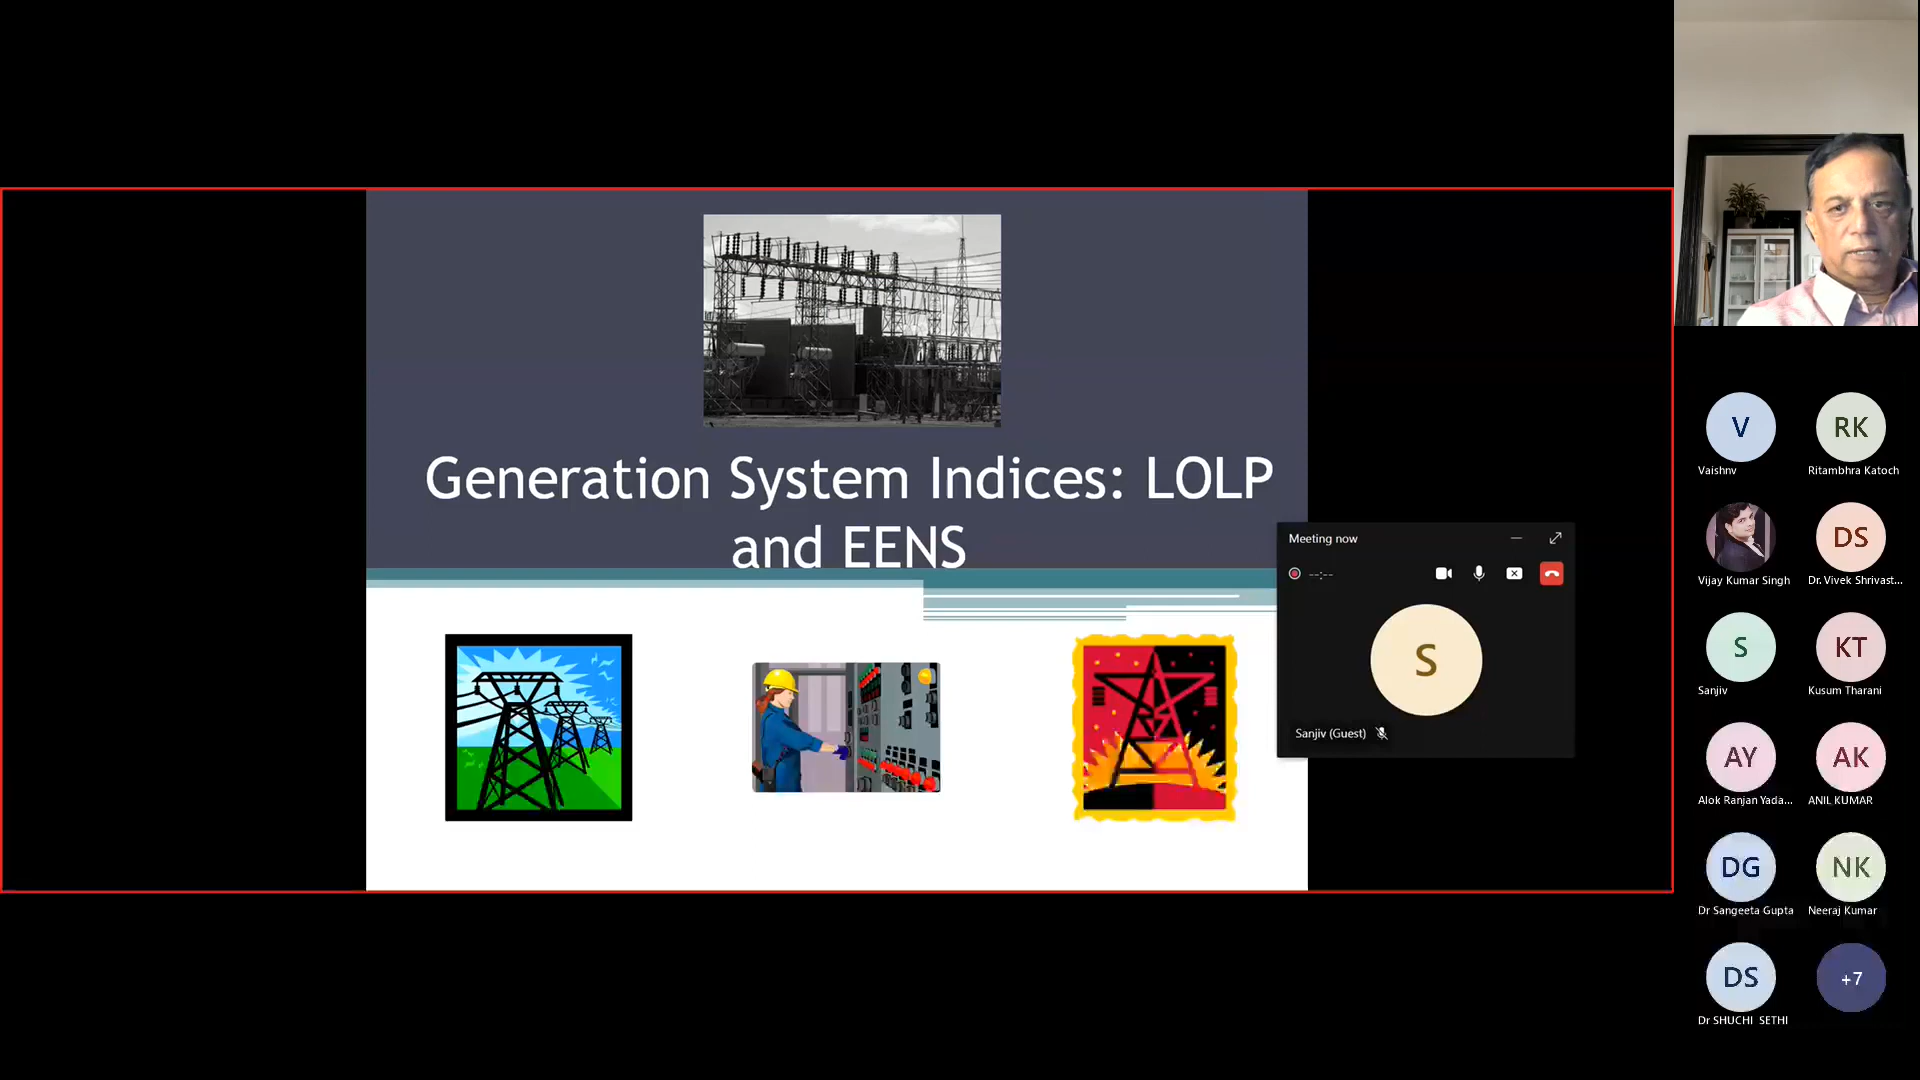 Generation System Indices: LOLP
and EENS
Meeting now
--:--
S
Sanjiv (Guest)
V
Vaishnv
RK
Ritambhra Katoch
Vijay Kumar Singh
DS
Dr. Vivek Shrivast...
S
Sanjiv
KT
Kusum Tharani
AY
Alok Ranjan Yada...
AK
ANIL KUMAR
DG
Dr Sangeeta Gupta
NK
Neeraj Kumar
DS
Dr SHUCHI SETHI
+7